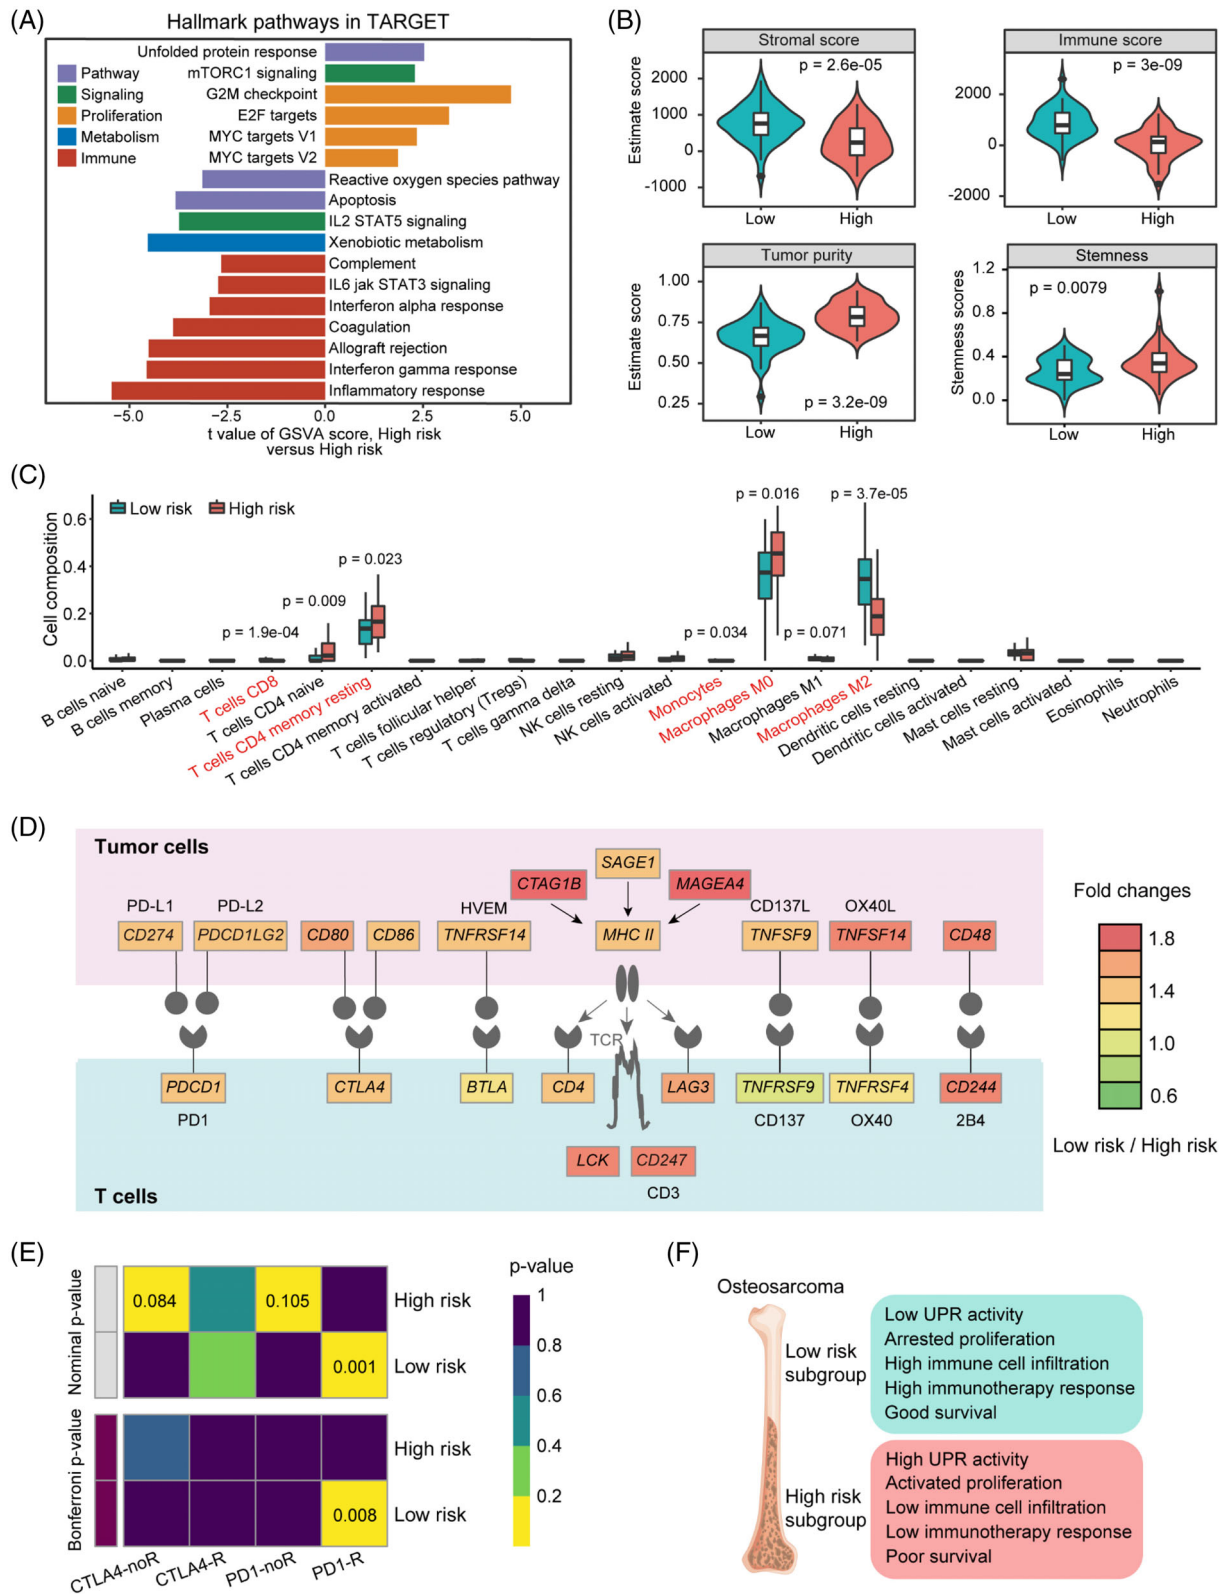 (A)
Hallmark pathways in TARGET
Pathway
Signaling
Proliferation
Metabolism
Immune
Unfolded protein response
mTORC1 signaling
G2M checkpoint
E2F targets
MYC targets V1
MYC targets V2
Reactive oxygen species pathway
Apoptosis
IL2 STAT5 signaling
Xenobiotic metabolism
Complement
IL6 jak STAT3 signaling
Interferon alpha response
Coagulation
Allograft rejection
Interferon gamma response
Inflammatory response
−5.0 −2.5 0.0 2.5 5.0
t value of GSVA score, High risk
versus High risk
(B)
Stromal score
p = 2.6e-05
Estimate score
2000
1000
0
-1000
Low High
Immune score
p = 3e-09
2000
0
-2000
Low High
Tumor purity
Estimate score
1.00
0.75
0.50
0.25
p = 3.2e-09
Low High
Stemness
p = 0.0079
Stemness scores
1.2
0.8
0.4
0.0
Low High
(C)
Low risk High risk
Cell composition
0.6
0.4
0.2
0.0
p = 1.9e-04
p = 0.009
p = 0.023
p = 0.034
p = 0.016
p = 0.071
p = 3.7e-05
B cells naive
B cells memory
Plasma cells
T cells CD8
T cells CD4 naive
T cells CD4 memory resting
T cells CD4 memory activated
T cells follicular helper
T cells regulatory (Tregs)
T cells gamma delta
NK cells resting
NK cells activated
Monocytes
Macrophages M0
Macrophages M1
Macrophages M2
Dendritic cells resting
Dendritic cells activated
Mast cells resting
Mast cells activated
Eosinophils
Neutrophils
(D)
Tumor cells
SAGE1
CTAG1B MAGEA4
PD-L1 PD-L2 HVEM CD137L OX40L
CD274 PDCD1LG2 CD80 CD86 TNFRSF14 MHC II TNFSF9 TNFSF14 CD48
TCR
PDCD1 CTLA4 BTLA CD4 LAG3 TNFRSF9 TNFRSF4 CD244
PD1 CD137 OX40 2B4
LCK CD247
CD3
T cells
Fold changes
1.8
1.4
1.0
0.6
Low risk / High risk
(E)
Nominal p-value
0.084 0.105 High risk
0.001 Low risk
Bonferroni p-value
High risk
0.008 Low risk
CTLA4-noR
CTLA4-R
PD1-noR
PD1-R
p-value
1
0.8
0.6
0.4
0.2
(F)
Osteosarcoma
Low risk
subgroup
Low UPR activity
Arrested proliferation
High immune cell infiltration
High immunotherapy response
Good survival
High risk
subgroup
High UPR activity
Activated proliferation
Low immune cell infiltration
Low immunotherapy response
Poor survival